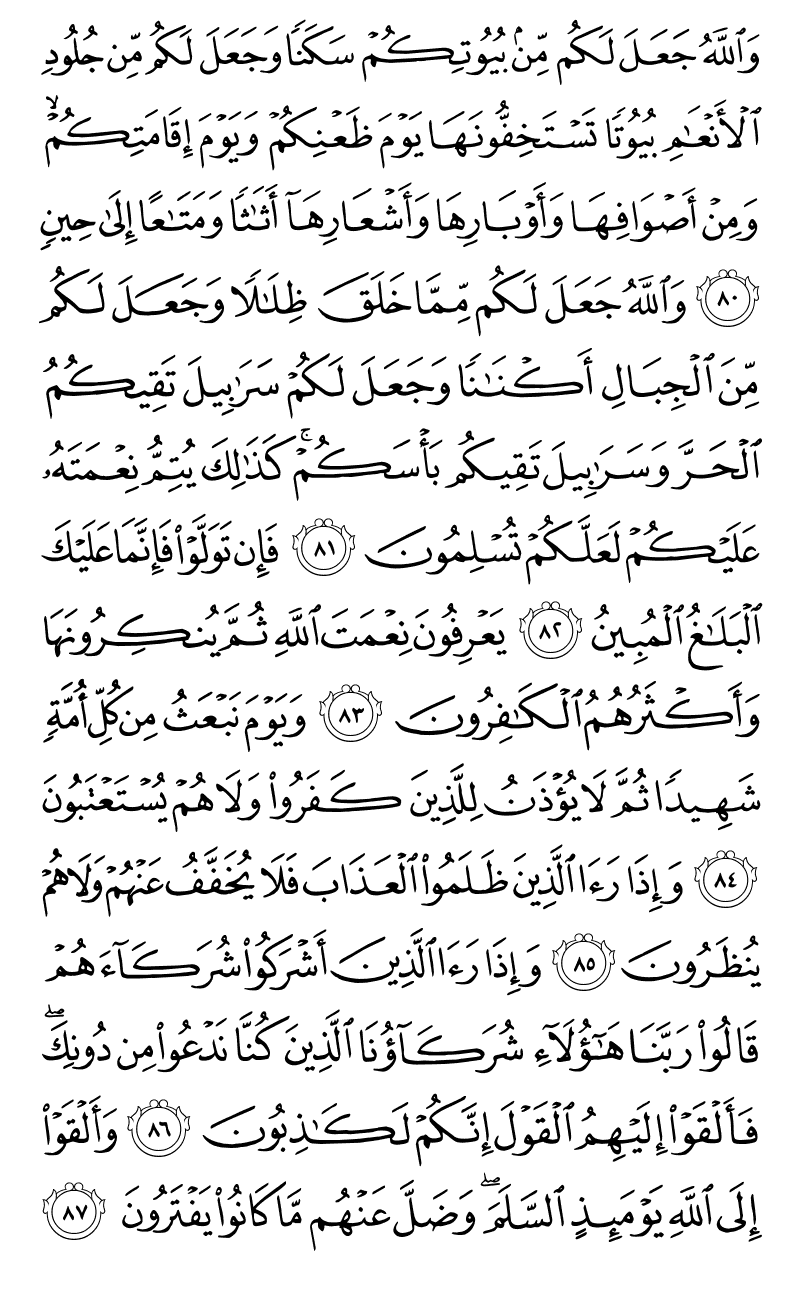 وَٱللَّهُ جَعَلَ لَكُم مِّنۢ بُيُوتِكُمۡ سَكَنٗا وَجَعَلَ لَكُم مِّن جُلُودِ
ٱلۡأَنۡعَٰمِ بُيُوتٗا تَسۡتَخِفُّونَهَا يَوۡمَ ظَعۡنِكُمۡ وَيَوۡمَ إِقَامَتِكُمۡۙ
وَمِنۡ أَصۡوَافِهَا وَأَوۡبَارِهَا وَأَشۡعَارِهَآ أَثَٰثٗا وَمَتَٰعًا إِلَىٰ حِينٖ
٨٠ وَٱللَّهُ جَعَلَ لَكُم مِّمَّا خَلَقَ ظِلَٰلٗا وَجَعَلَ لَكُم
مِّنَ ٱلۡجِبَالِ أَكۡنَٰنٗا وَجَعَلَ لَكُمۡ سَرَٰبِيلَ تَقِيكُمُ
ٱلۡحَرَّ وَسَرَٰبِيلَ تَقِيكُم بَأۡسَكُمۡۚ كَذَٰلِكَ يُتِمُّ نِعۡمَتَهُۥ
عَلَيۡكُمۡ لَعَلَّكُمۡ تُسۡلِمُونَ ٨١ فَإِن تَوَلَّوۡاْ فَإِنَّمَا عَلَيۡكَ
ٱلۡبَلَٰغُ ٱلۡمُبِينُ ٨٢ يَعۡرِفُونَ نِعۡمَتَ ٱللَّهِ ثُمَّ يُنكِرُونَهَا
وَأَكۡثَرُهُمُ ٱلۡكَٰفِرُونَ ٨٣ وَيَوۡمَ نَبۡعَثُ مِن كُلِّ أُمَّةٖ
شَهِيدٗا ثُمَّ لَا يُؤۡذَنُ لِلَّذِينَ كَفَرُواْ وَلَا هُمۡ يُسۡتَعۡتَبُونَ
٨٤ وَإِذَا رَءَا ٱلَّذِينَ ظَلَمُواْ ٱلۡعَذَابَ فَلَا يُخَفَّفُ عَنۡهُمۡ وَلَا هُمۡ
يُنظَرُونَ ٨٥ وَإِذَا رَءَا ٱلَّذِينَ أَشۡرَكُواْ شُرَكَآءَهُمۡ
قَالُواْ رَبَّنَا هَٰٓؤُلَآءِ شُرَكَآؤُنَا ٱلَّذِينَ كُنَّا نَدۡعُواْ مِن دُونِكَۖ
فَأَلۡقَوۡاْ إِلَيۡهِمُ ٱلۡقَوۡلَ إِنَّكُمۡ لَكَٰذِبُونَ ٨٦ وَأَلۡقَوۡاْ
إِلَى ٱللَّهِ يَوۡمَئِذٍ ٱلسَّلَمَۖ وَضَلَّ عَنۡهُم مَّا كَانُواْ يَفۡتَرُونَ ٨٧